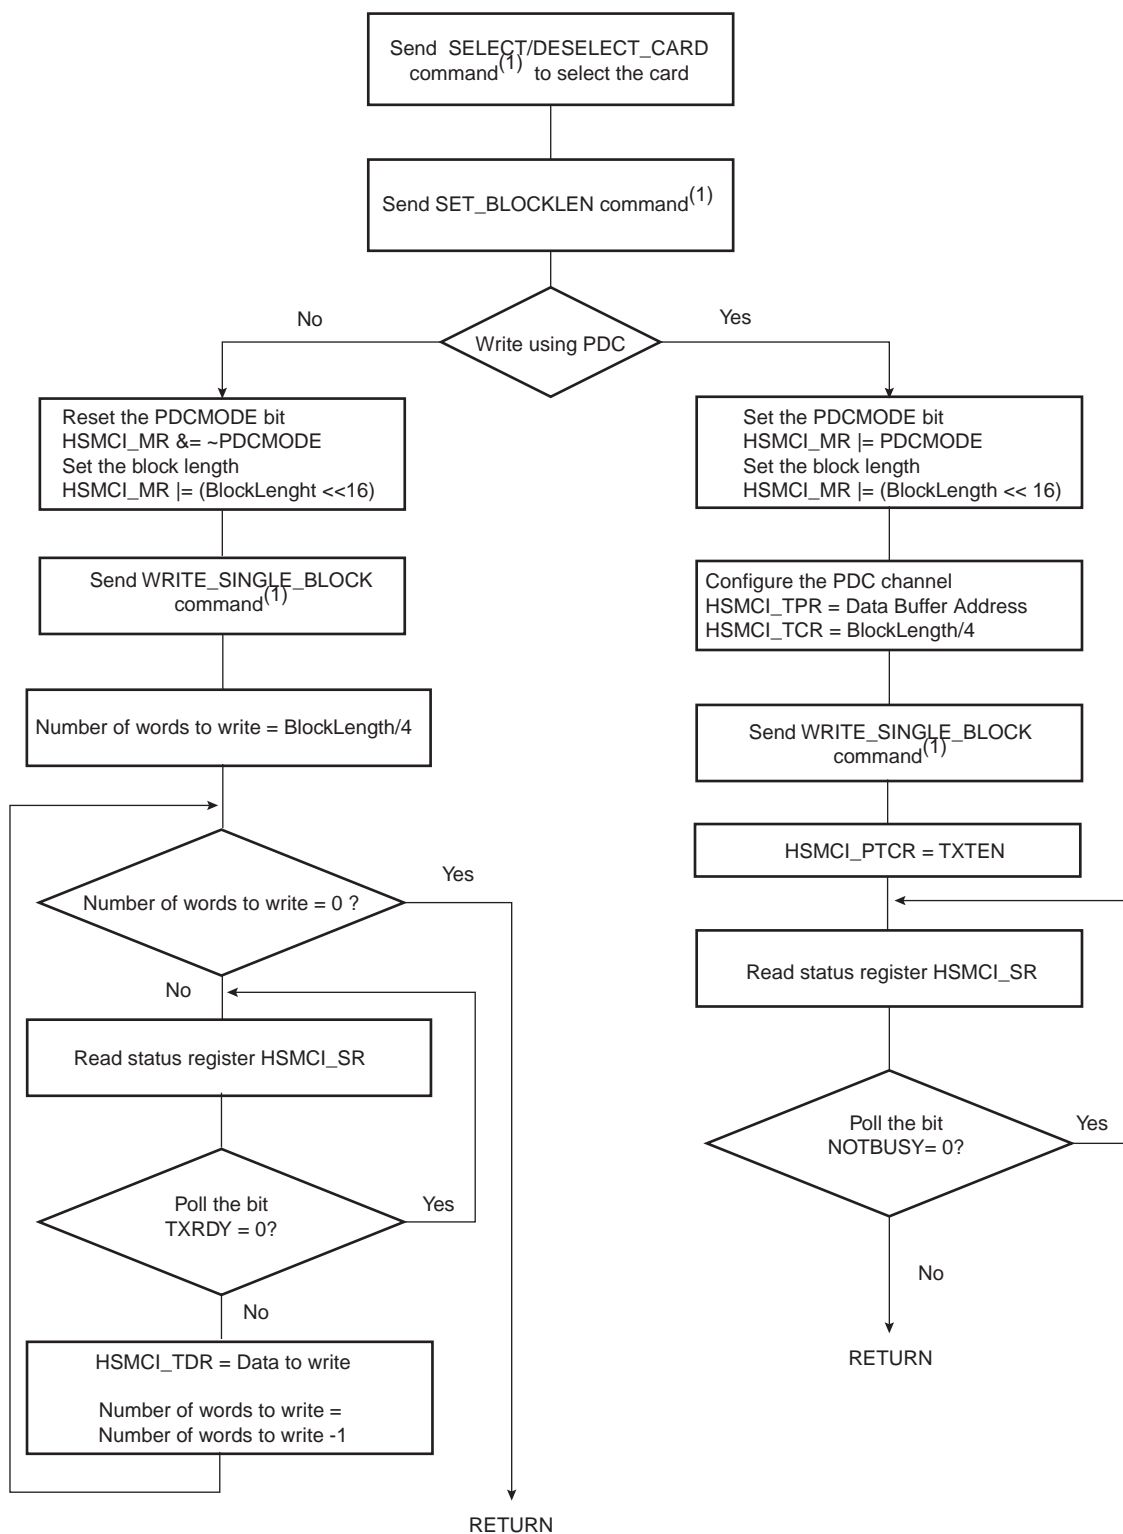 Send SELECT/DESELECT_CARD
command(1) to select the card
Send SET_BLOCKLEN command(1)
No
Yes
Write using PDC
Reset the PDCMODE bit
HSMCI_MR &= ~PDCMODE
Set the block length
HSMCI_MR |= (BlockLenght <<16)
Send WRITE_SINGLE_BLOCK
command(1)
Number of words to write = BlockLength/4
Number of words to write = 0 ?
Yes
No
Read status register HSMCI_SR
Poll the bit
TXRDY = 0?
Yes
No
HSMCI_TDR = Data to write
Number of words to write =
Number of words to write -1
RETURN
Set the PDCMODE bit
HSMCI_MR |= PDCMODE
Set the block length
HSMCI_MR |= (BlockLength << 16)
Configure the PDC channel
HSMCI_TPR = Data Buffer Address
HSMCI_TCR = BlockLength/4
Send WRITE_SINGLE_BLOCK
command(1)
HSMCI_PTCR = TXTEN
Read status register HSMCI_SR
Poll the bit
NOTBUSY= 0?
Yes
No
RETURN